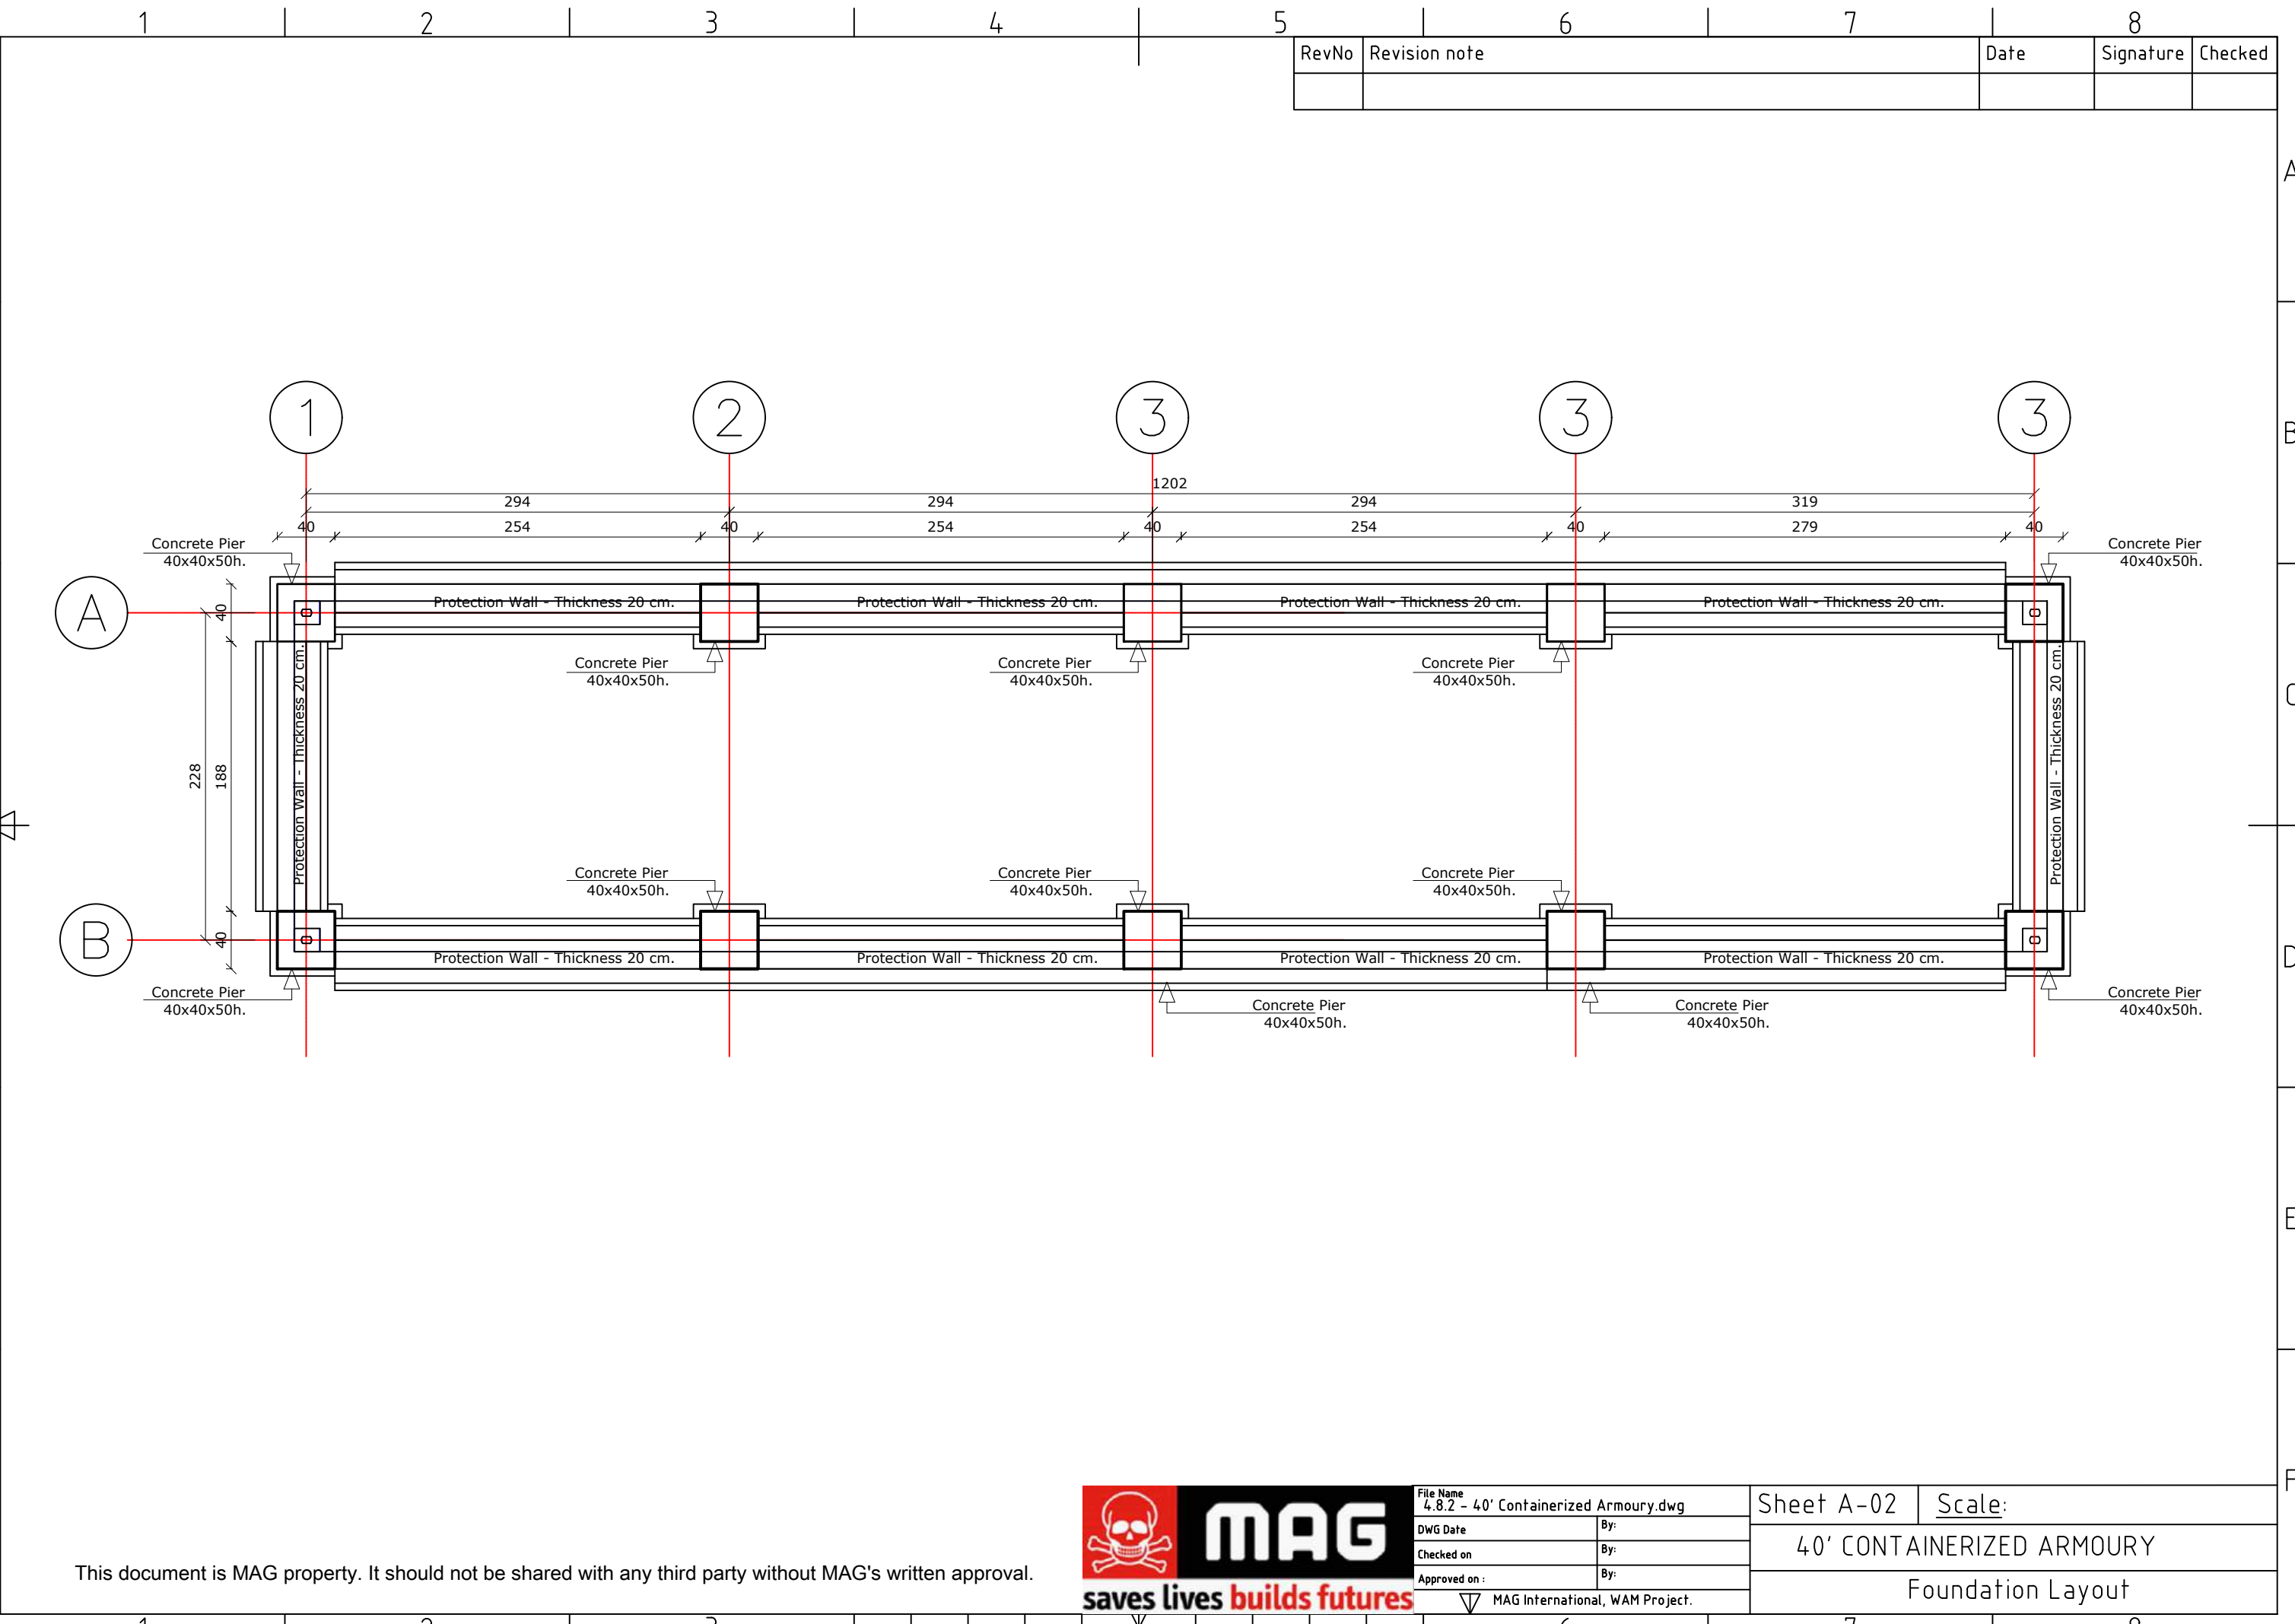 1 2 3 4 5 6 7 8
RevNo Revision note Date Signature Checked
A
B
1 2 3 3 3
1202
294 294 294 319
40 254 40 254 40 254 40 279 40
Concrete Pier
40x40x50h.
Concrete Pier
40x40x50h.
A
40
Protection Wall - Thickness 20 cm.
Protection Wall - Thickness 20 cm.
Protection Wall - Thickness 20 cm.
Protection Wall - Thickness 20 cm.
Concrete Pier
40x40x50h.
Concrete Pier
40x40x50h.
Concrete Pier
40x40x50h.
C
228
188
Protection Wall - Thickness 20 cm.
Protection Wall - Thickness 20 cm.
Concrete Pier
40x40x50h.
Concrete Pier
40x40x50h.
Concrete Pier
40x40x50h.
B
40
Protection Wall - Thickness 20 cm.
Protection Wall - Thickness 20 cm.
Protection Wall - Thickness 20 cm.
Protection Wall - Thickness 20 cm.
D
Concrete Pier
40x40x50h.
Concrete Pier
40x40x50h.
Concrete Pier
40x40x50h.
Concrete Pier
40x40x50h.
E
F
This document is MAG property. It should not be shared with any third party without MAG's written approval.
MAG
saves lives builds futures
File Name
4.8.2 - 40' Containerized Armoury.dwg
DWG Date By:
Checked on By:
Approved on : By:
MAG International, WAM Project.
Sheet A-02 Scale:
40' CONTAINERIZED ARMOURY
Foundation Layout